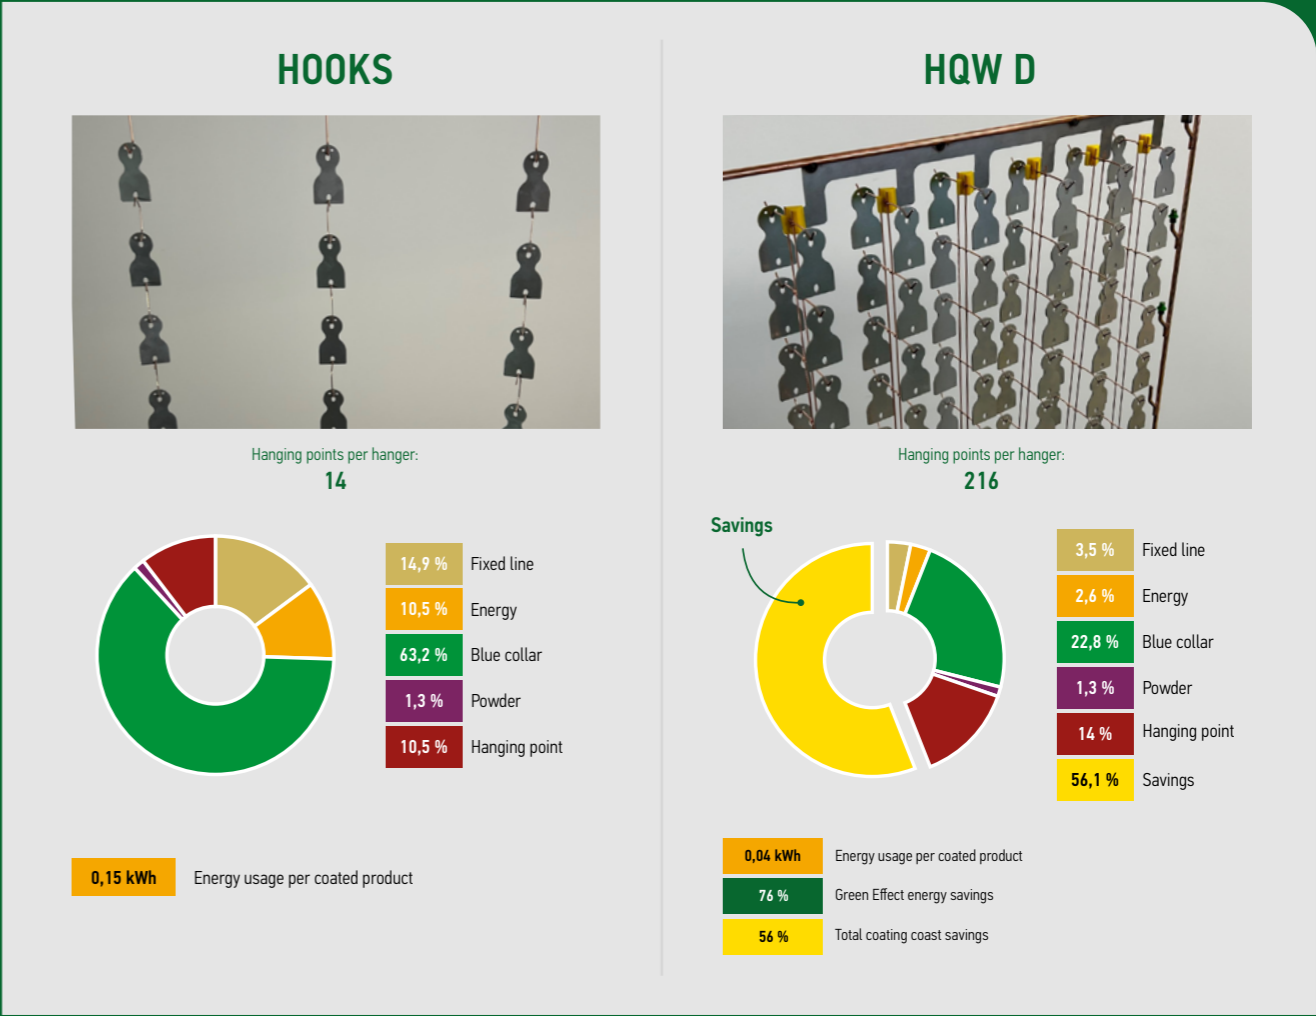 HOOKS
Hanging points per hanger:
14
14,9 % Fixed line
10,5 % Energy
63,2 % Blue collar
1,3 % Powder
10,5 % Hanging point
0,15 kWh Energy usage per coated product
HQW D
Hanging points per hanger:
216
Savings
3,5 % Fixed line
2,6 % Energy
22,8 % Blue collar
1,3 % Powder
14 % Hanging point
56,1 % Savings
0,04 kWh Energy usage per coated product
76 % Green Effect energy savings
56 % Total coating coast savings